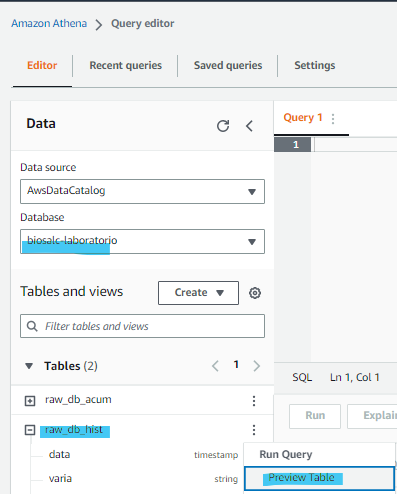 Amazon Athena > Query editor
Editor Recent queries Saved queries Settings
Data
Data source
AwsDataCatalog
Database
biosalc-laboratorio
Tables and views Create
Filter tables and views
Tables (2) < 1 >
raw_db_acum
raw_db_hist
data timestamp
varia string
Query 1
1
SQL Ln 1, Col 1
Run Explai
Run Query
Preview Table